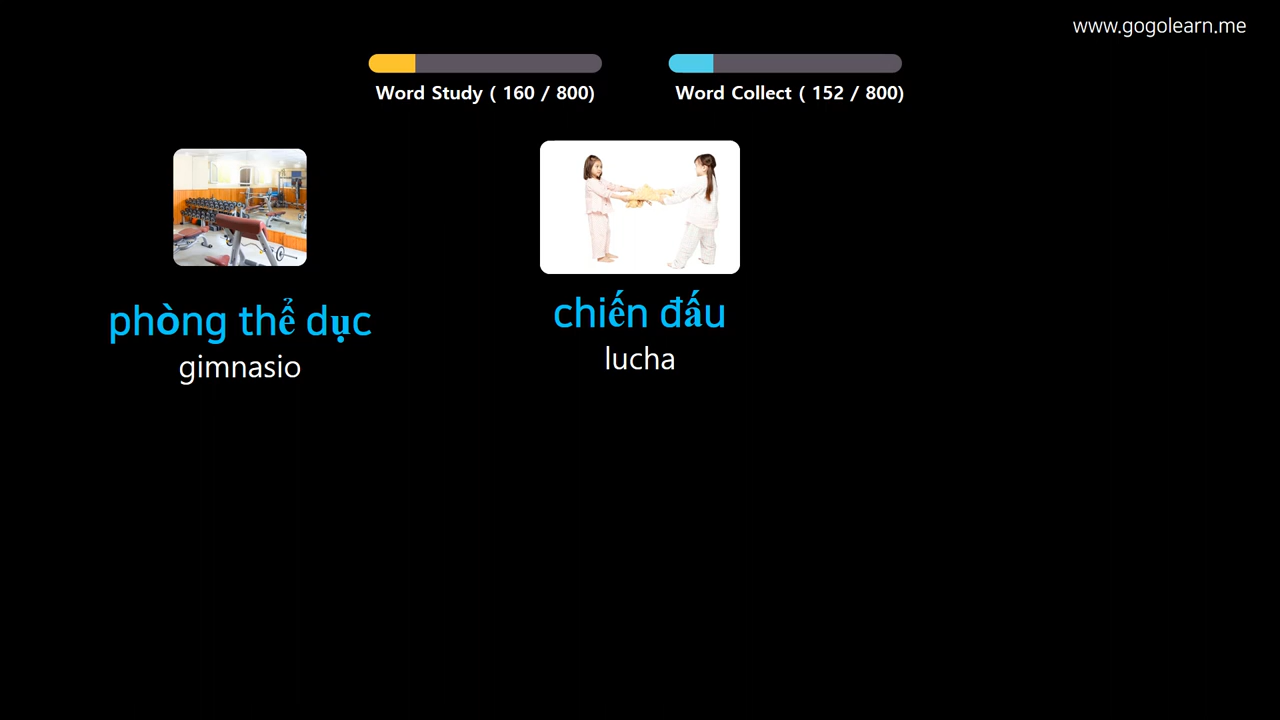 www.gogolearn.me
Word Study ( 160 / 800)
Word Collect ( 152 / 800)
phòng thể dục
gimnasio
chiến đấu
lucha